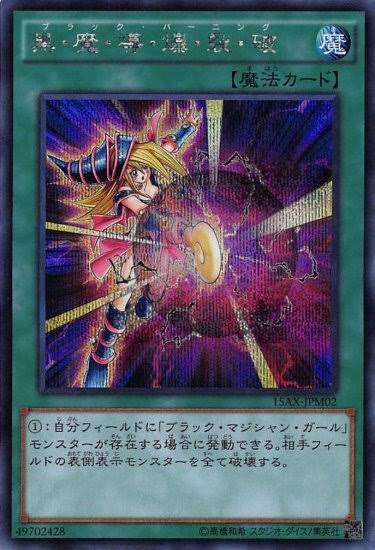 ブラック・バーニング
黒・魔・導・爆・裂・破
魔
【魔法カード】
まほう
15AX-JPM02
①：自分フィールドに「ブラック・マジシャン・ガール」
モンスターが存在する場合に発動できる。相手フィー
ルドの表側表示モンスターを全て破壊する。
49702428
©高橋和希 スタジオ・ダイス/集英社